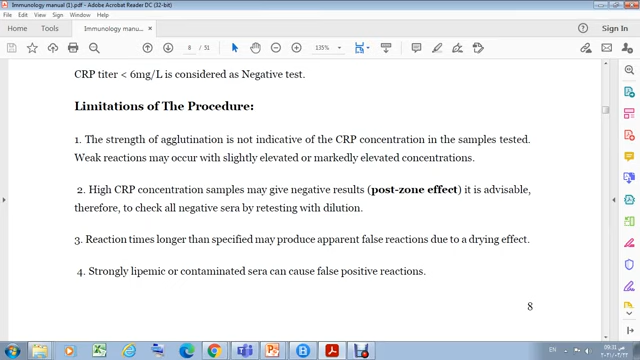 Immunology manual (1).pdf - Adobe Acrobat Reader DC (32-bit)
File Edit View Sign Window Help
Home Tools Immunology manual ... × Sign In
8 / 51 135%
CRP titer < 6mg/L is considered as Negative test.
Limitations of The Procedure:
1. The strength of agglutination is not indicative of the CRP concentration in the samples tested.
Weak reactions may occur with slightly elevated or markedly elevated concentrations.
2. High CRP concentration samples may give negative results (post-zone effect) it is advisable,
therefore, to check all negative sera by retesting with dilution.
3. Reaction times longer than specified may produce apparent false reactions due to a drying effect.
4. Strongly lipemic or contaminated sera can cause false positive reactions.
8
EN 09:31